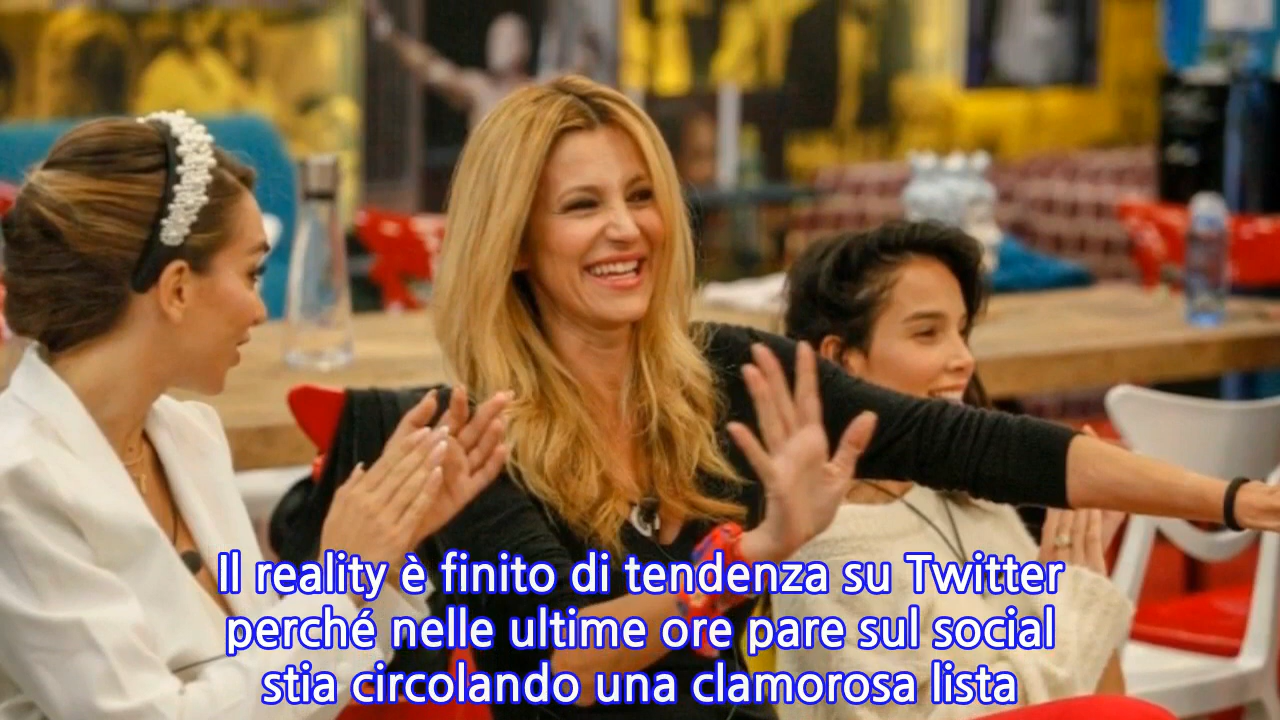 Il reality è finito di tendenza su Twitter
perché nelle ultime ore pare sul social
stia circolando una clamorosa lista